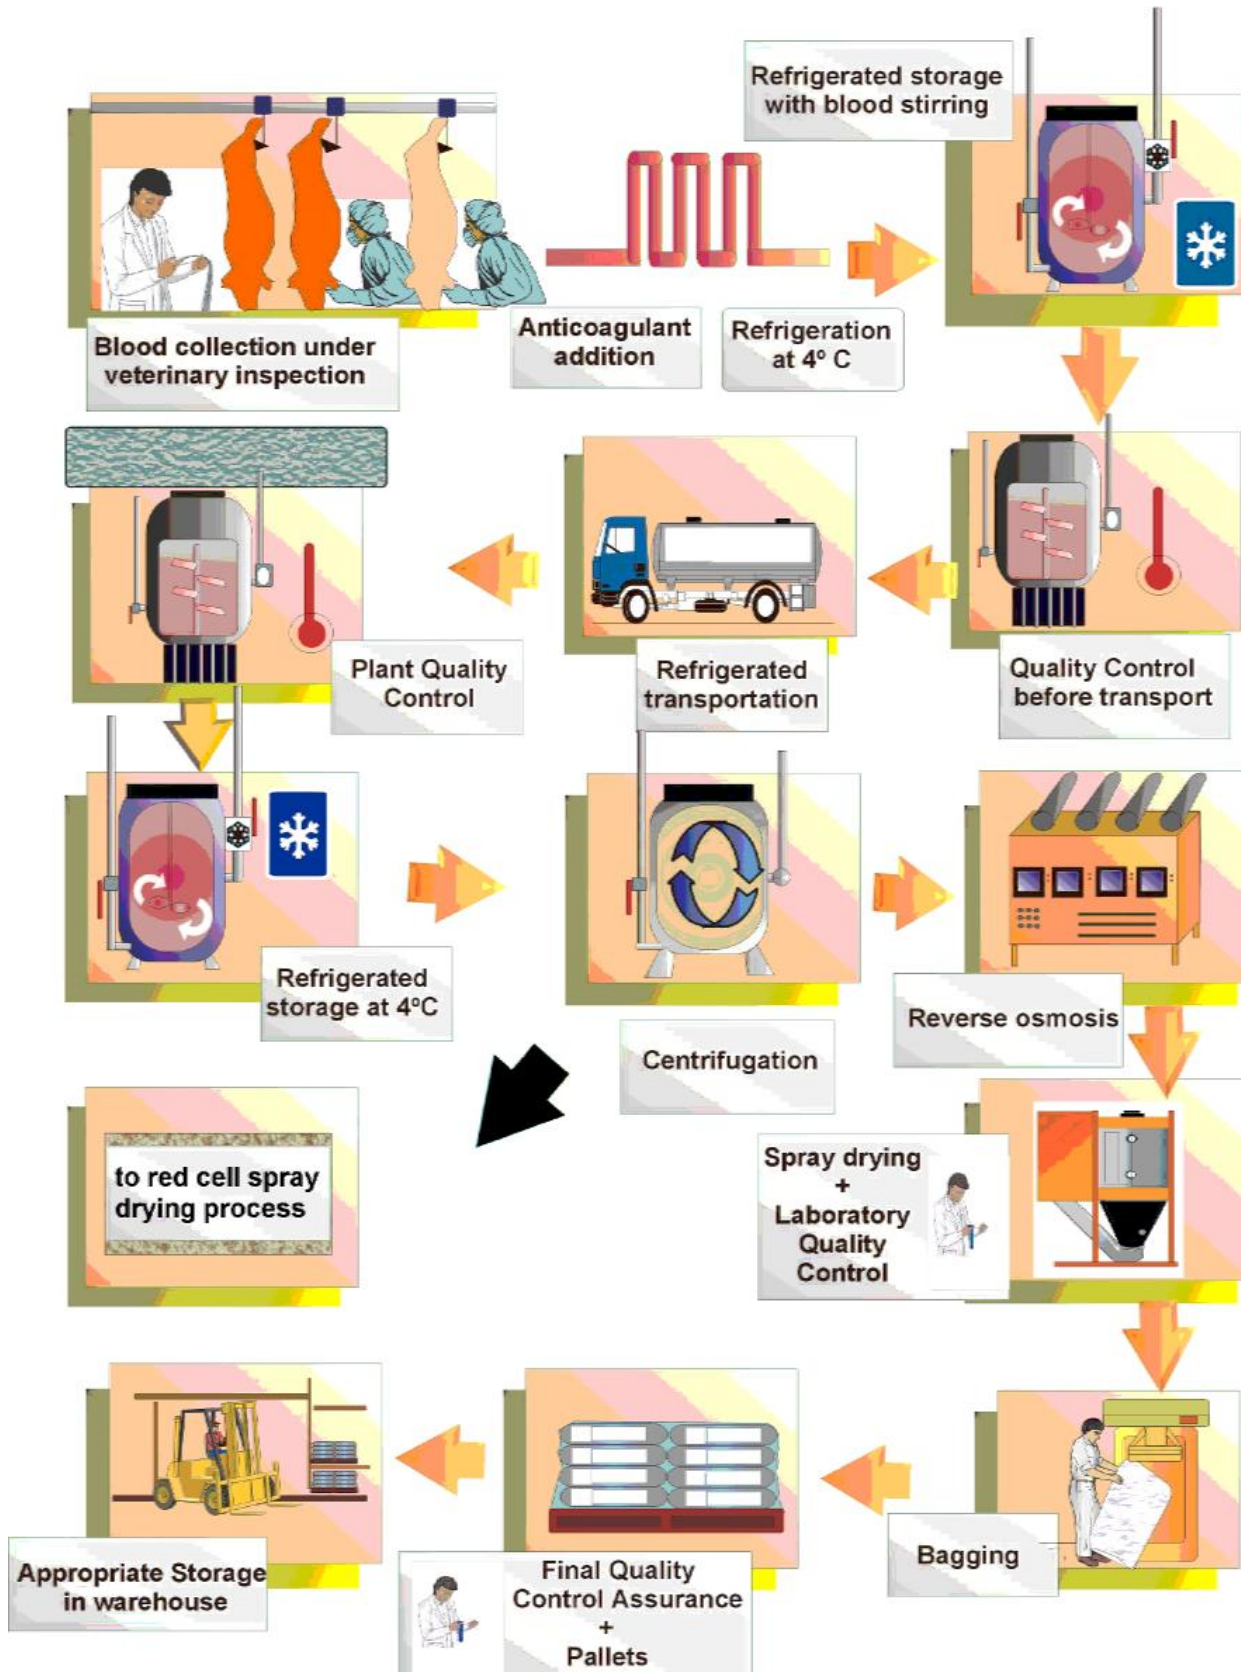 Refrigerated storage
with blood stirring
Blood collection under
veterinary inspection
Anticoagulant
addition
Refrigeration
at 4º C
Plant Quality
Control
Refrigerated
transportation
Quality Control
before transport
Refrigerated
storage at 4ºC
Centrifugation
Reverse osmosis
to red cell spray
drying process
Spray drying
+
Laboratory
Quality
Control
Appropriate Storage
in warehouse
Final Quality
Control Assurance
+
Pallets
Bagging